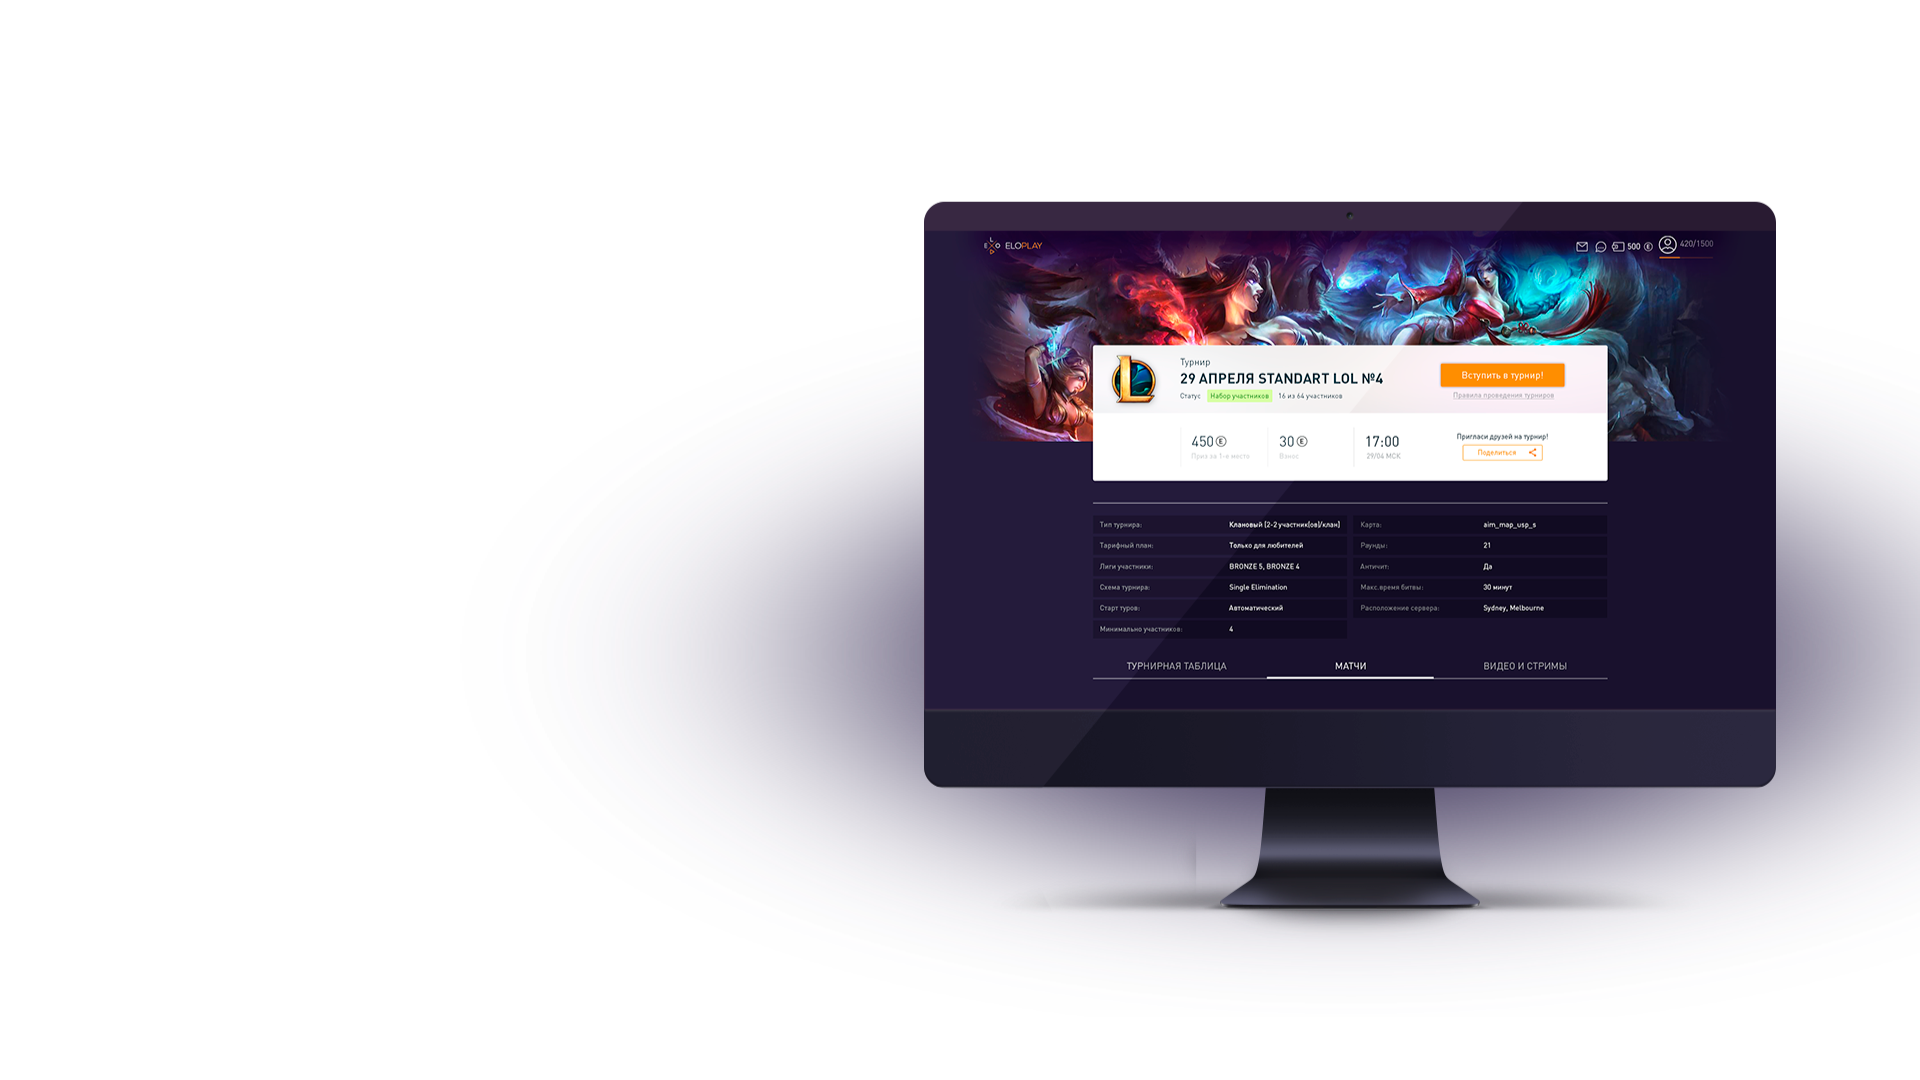 ELO
ELOPLAY
500 E
420/1500
Турнир
29 АПРЕЛЯ STANDART LOL №4
Статус Набор участников 16 из 64 участников
Вступить в турнир!
Правила проведения турниров
450 E
Приз за 1-е место
30 E
Взнос
17:00
29/04 МСК
Пригласи друзей на турнир!
Поделиться
Тип турнира: Клановый (2-2 участник(ов)/клан)
Карта: aim_map_usp_s
Тарифный план: Только для любителей
Раунды: 21
Лиги участники: BRONZE 5, BRONZE 4
Античит: Да
Схема турнира: Single Elimination
Макс.время битвы: 30 минут
Старт туров: Автоматический
Расположение сервера: Sydney, Melbourne
Минимально участников: 4
ТУРНИРНАЯ ТАБЛИЦА МАТЧИ ВИДЕО И СТРИМЫ